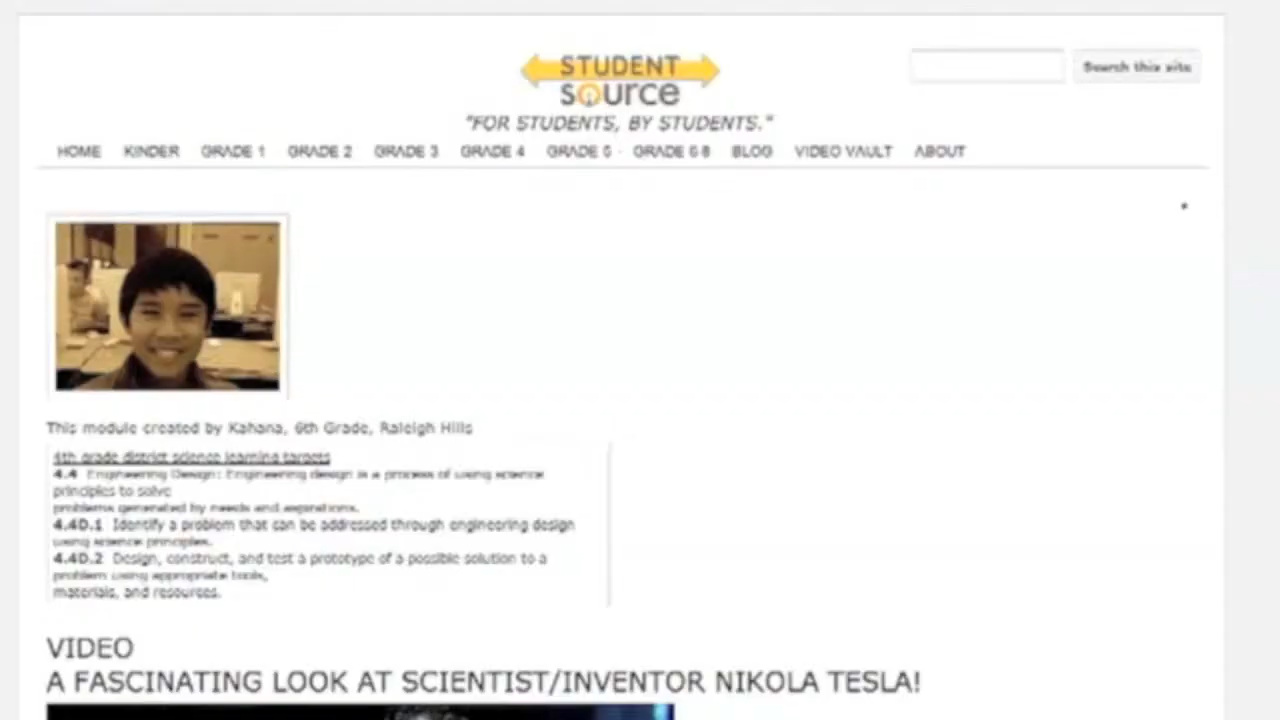 STUDENT
source
Search this site
"FOR STUDENTS, BY STUDENTS."
HOME KINDER GRADE 1 GRADE 2 GRADE 3 GRADE 4 GRADE 5 GRADE 6-8 BLOG VIDEO VAULT ABOUT
This module created by Kahana, 6th Grade, Raleigh Hills
4th grade district science learning targets
4.4 Engineering Design: Engineering design is a process of using science
principles to solve
problems generated by needs and aspirations.
4.4D.1 Identify a problem that can be addressed through engineering design
using science principles.
4.4D.2 Design, construct, and test a prototype of a possible solution to a
problem using appropriate tools,
materials, and resources.
VIDEO
A FASCINATING LOOK AT SCIENTIST/INVENTOR NIKOLA TESLA!